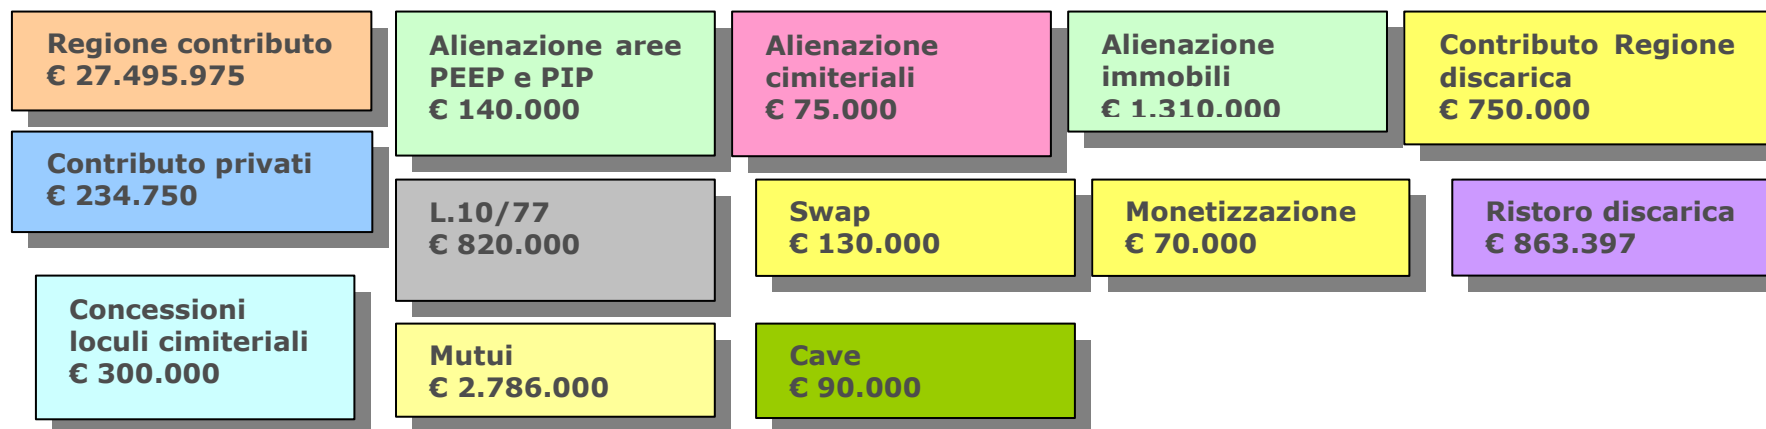 Regione contributo
€ 27.495.975
Alienazione aree
PEEP e PIP
€ 140.000
Alienazione
cimiteriali
€ 75.000
Alienazione
immobili
€ 1.310.000
Contributo Regione
discarica
€ 750.000
Contributo privati
€ 234.750
L.10/77
€ 820.000
Swap
€ 130.000
Monetizzazione
€ 70.000
Ristoro discarica
€ 863.397
Concessioni
loculi cimiteriali
€ 300.000
Mutui
€ 2.786.000
Cave
€ 90.000